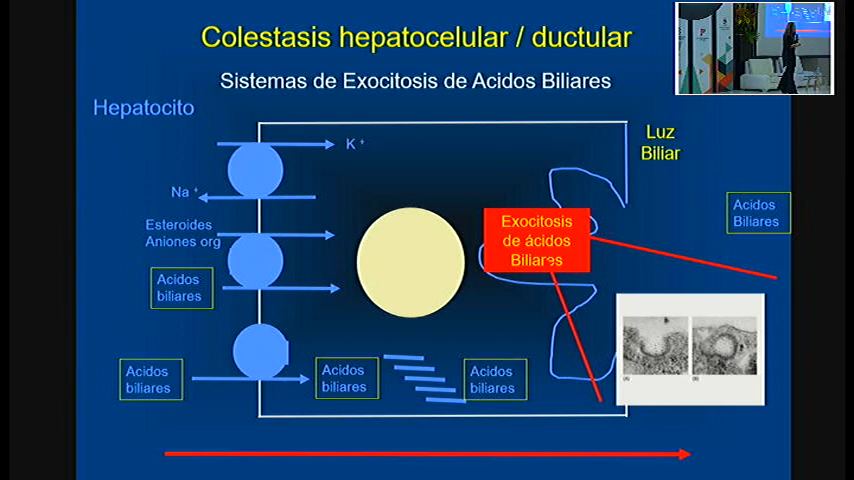 Colestasis hepatocelular / ductular
Sistemas de Exocitosis de Acidos Biliares
Hepatocito
K +
Luz
Biliar
Na +
Esteroides
Aniones org
Acidos
biliares
Exocitosis
de ácidos
Biliares
Acidos
Biliares
Acidos
biliares
Acidos
biliares
Acidos
biliares